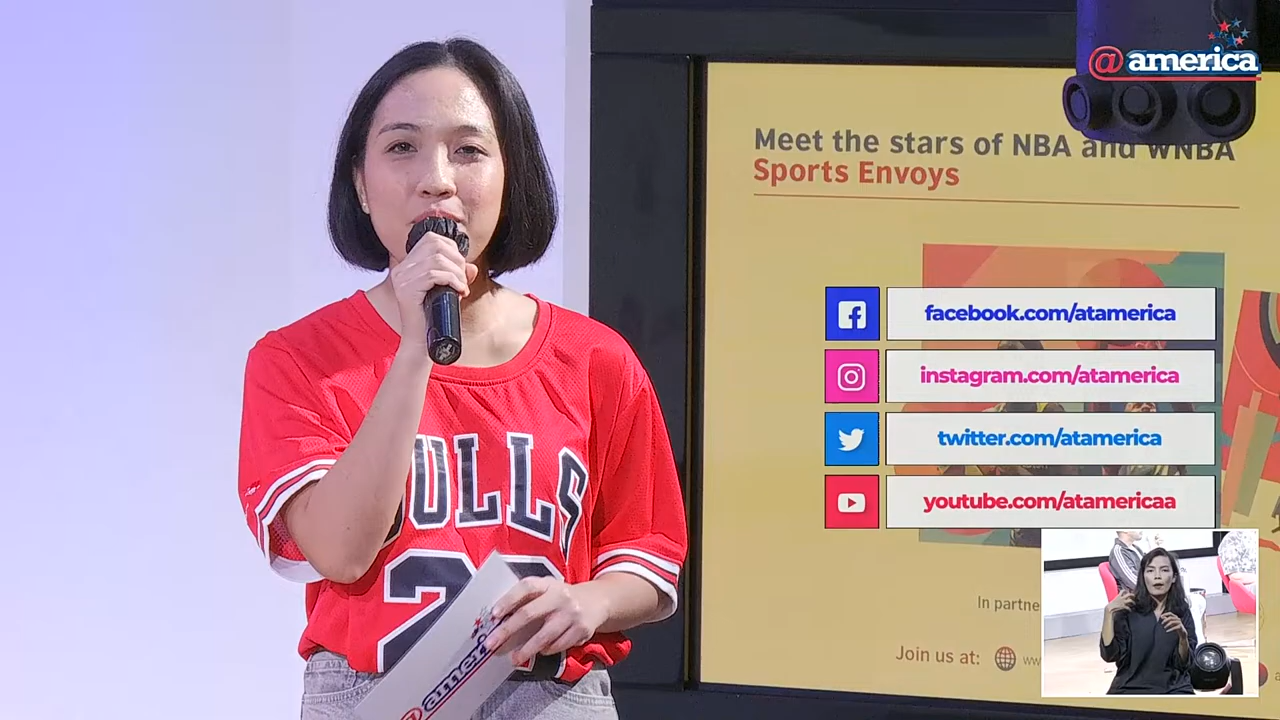 @america
Meet the stars of NBA and WNBA
Sports Envoys
facebook.com/atamerica
instagram.com/atamerica
twitter.com/atamerica
youtube.com/atamericaa
BULLS
In partne
Join us at:
@ameri